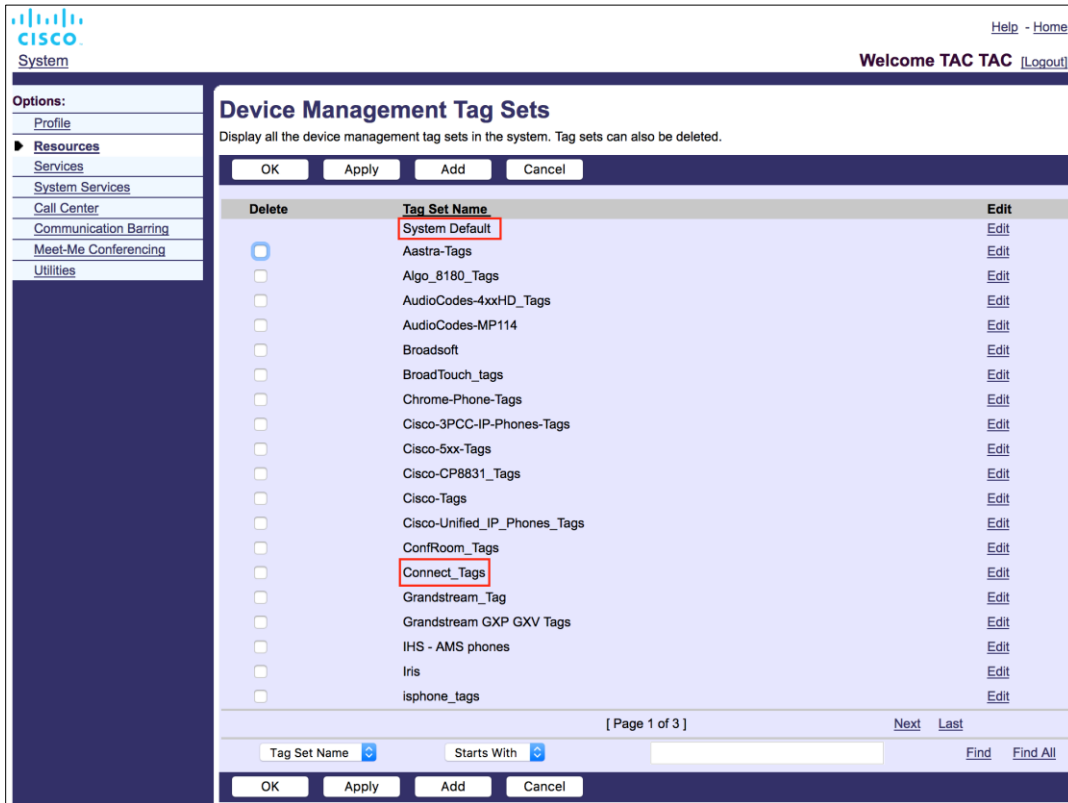 CISCO
Help - Home
System
Welcome TAC TAC [Logout]
Options:
Profile
Resources
Services
System Services
Call Center
Communication Barring
Meet-Me Conferencing
Utilities
Device Management Tag Sets
Display all the device management tag sets in the system. Tag sets can also be deleted.
OK Apply Add Cancel
Delete Tag Set Name Edit
System Default Edit
Aastra-Tags Edit
Algo_8180_Tags Edit
AudioCodes-4xxHD_Tags Edit
AudioCodes-MP114 Edit
Broadsoft Edit
BroadTouch_tags Edit
Chrome-Phone-Tags Edit
Cisco-3PCC-IP-Phones-Tags Edit
Cisco-5xx-Tags Edit
Cisco-CP8831_Tags Edit
Cisco-Tags Edit
Cisco-Unified_IP_Phones_Tags Edit
ConfRoom_Tags Edit
Connect_Tags Edit
Grandstream_Tag Edit
Grandstream GXP GXV Tags Edit
IHS - AMS phones Edit
Iris Edit
isphone_tags Edit
[ Page 1 of 3 ] Next Last
Tag Set Name Starts With Find Find All
OK Apply Add Cancel